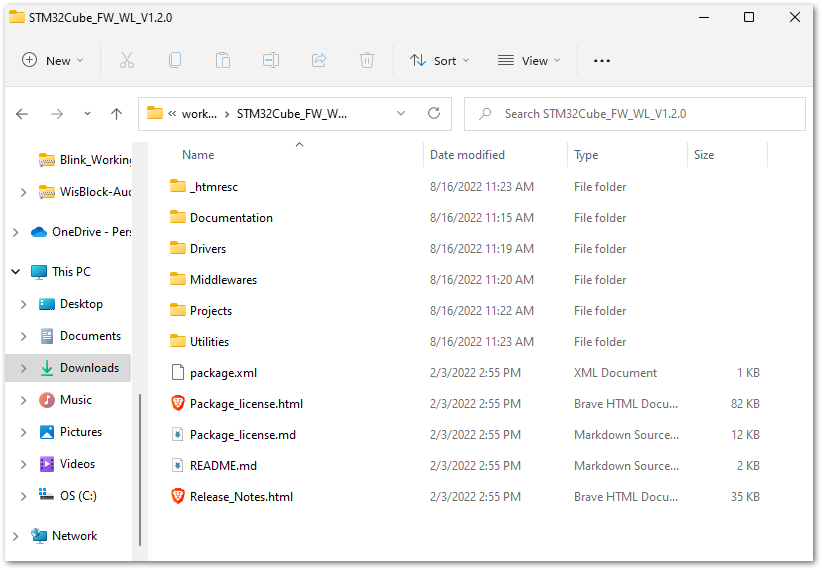 STM32Cube_FW_WL_V1.2.0
New Sort View
« work... > STM32Cube_FW_W... Search STM32Cube_FW_WL_V1.2.0
Blink_Working
WisBlock-Aud
OneDrive - Pers
This PC
Desktop
Documents
Downloads
Music
Pictures
Videos
OS (C:)
Network
Name Date modified Type Size
_htmresc 8/16/2022 11:23 AM File folder
Documentation 8/16/2022 11:15 AM File folder
Drivers 8/16/2022 11:19 AM File folder
Middlewares 8/16/2022 11:20 AM File folder
Projects 8/16/2022 11:22 AM File folder
Utilities 8/16/2022 11:23 AM File folder
package.xml 2/3/2022 2:55 PM XML Document 1 KB
Package_license.html 2/3/2022 2:55 PM Brave HTML Docu... 82 KB
Package_license.md 2/3/2022 2:55 PM Markdown Source... 12 KB
README.md 2/3/2022 2:55 PM Markdown Source... 2 KB
Release_Notes.html 2/3/2022 2:55 PM Brave HTML Docu... 35 KB